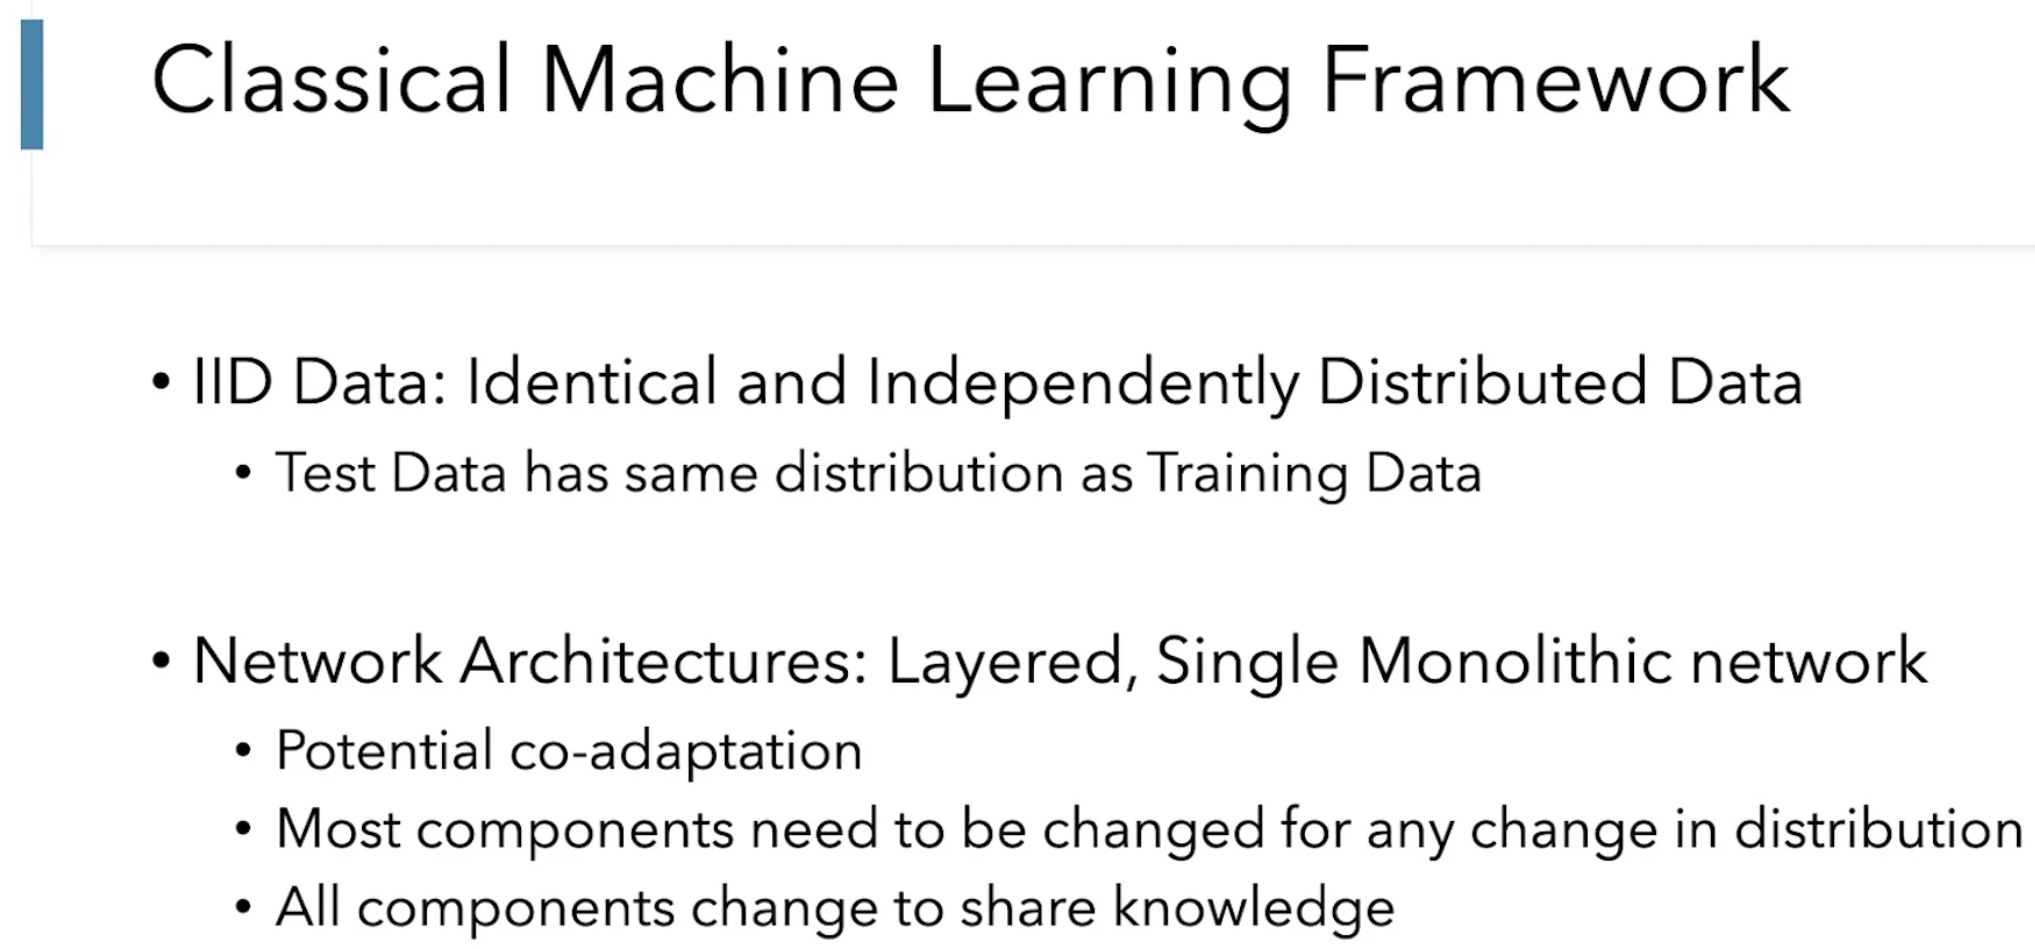 Classical Machine Learning Framework
• IID Data: Identical and Independently Distributed Data
• Test Data has same distribution as Training Data
• Network Architectures: Layered, Single Monolithic network
• Potential co-adaptation
• Most components need to be changed for any change in distribution
• All components change to share knowledge